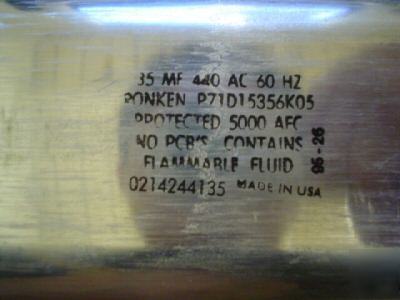 35 MF 440 AC 60 HZ
RONKEN P71D15356K05
PROTECTED 5000 AFC
NO PCB'S CONTAINS
FLAMMABLE FLUID
96-26
0214244135 MADE IN USA